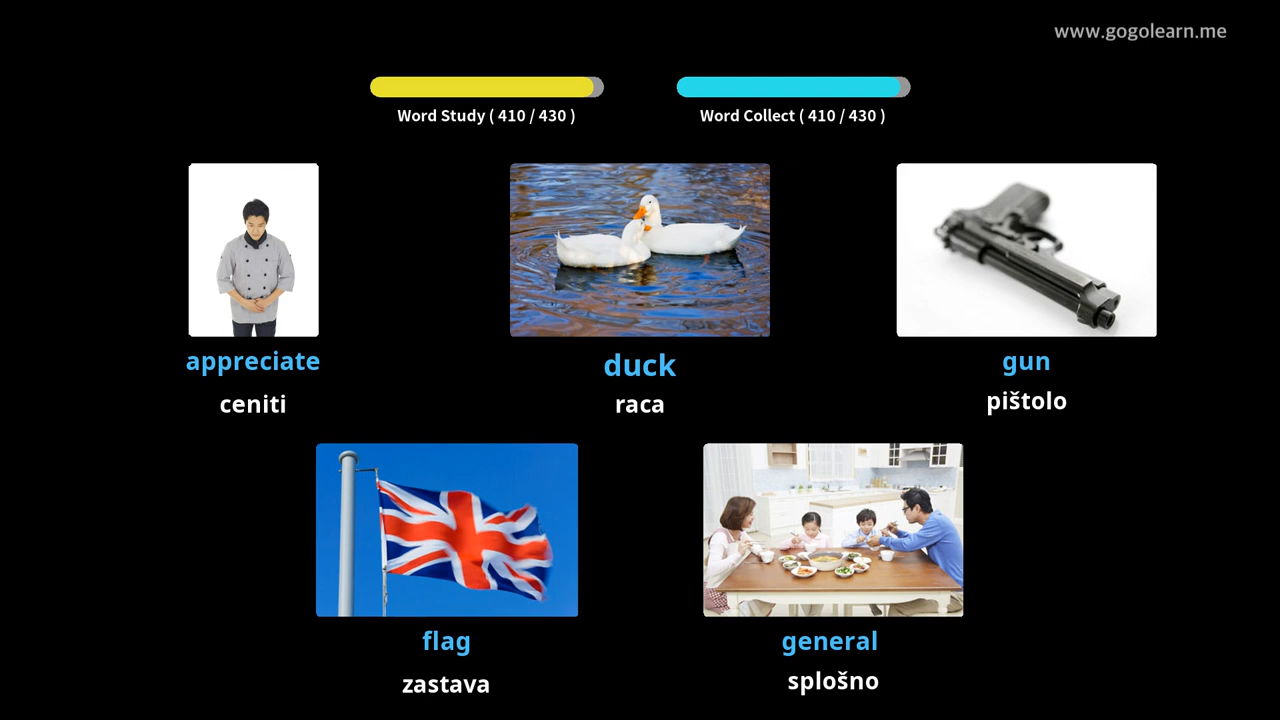 www.gogolearn.me
Word Study ( 410 / 430 )
Word Collect ( 410 / 430 )
appreciate
ceniti
duck
raca
gun
pištolo
flag
zastava
general
splošno